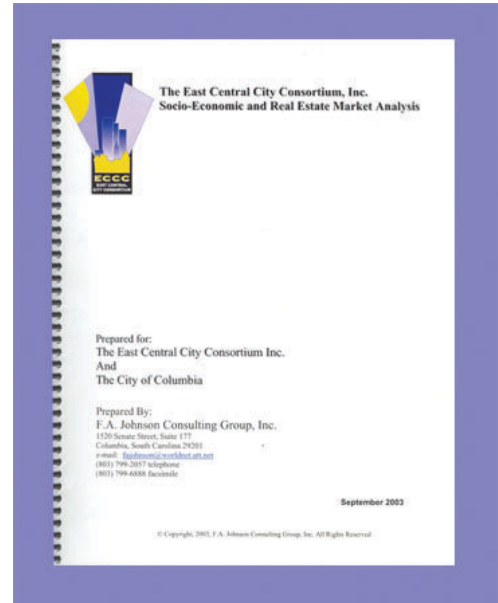 The East Central City Consortium, Inc.
Socio-Economic and Real Estate Market Analysis
ECCC
EAST CENTRAL
CITY CONSORTIUM
Prepared for:
The East Central City Consortium Inc.
And
The City of Columbia
Prepared By:
F.A. Johnson Consulting Group, Inc.
1520 Senate Street, Suite 177
Columbia, South Carolina 29201
e-mail: fajohnson@worldnet.att.net
(803) 799-2057 telephone
(803) 799-6888 facsimile
September 2003
© Copyright, 2003, F.A. Johnson Consulting Group, Inc. All Rights Reserved